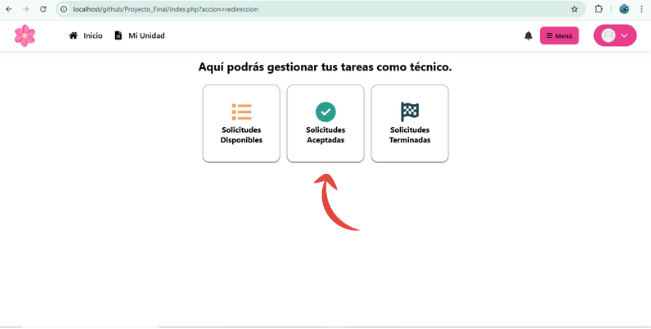 localhost/github/Proyecto_Final/index.php?accion=redireccion
Inicio Mi Unidad Menú
Aquí podrás gestionar tus tareas como técnico.
Solicitudes Disponibles
Solicitudes Aceptadas
Solicitudes Terminadas